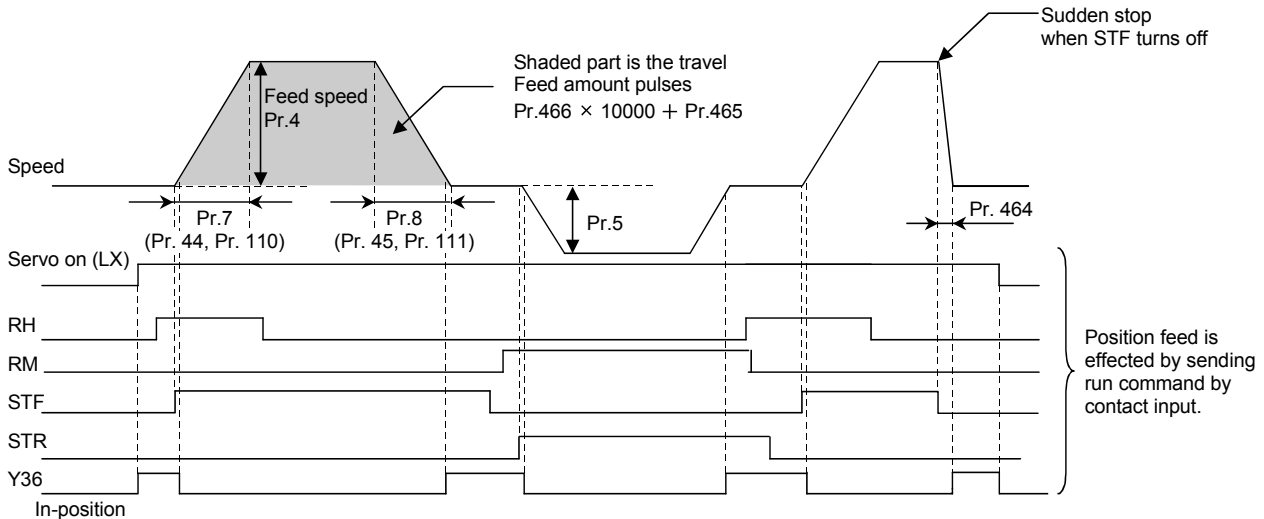 Sudden stop
when STF turns off
Shaded part is the travel
Feed amount pulses
Pr.466 × 10000 + Pr.465
Feed speed
Pr.4
Speed
Pr.7
(Pr. 44, Pr. 110)
Pr.8
(Pr. 45, Pr. 111)
Pr.5
Pr. 464
Servo on (LX)
RH
RM
STF
STR
Y36
In-position
Position feed is
effected by sending
run command by
contact input.